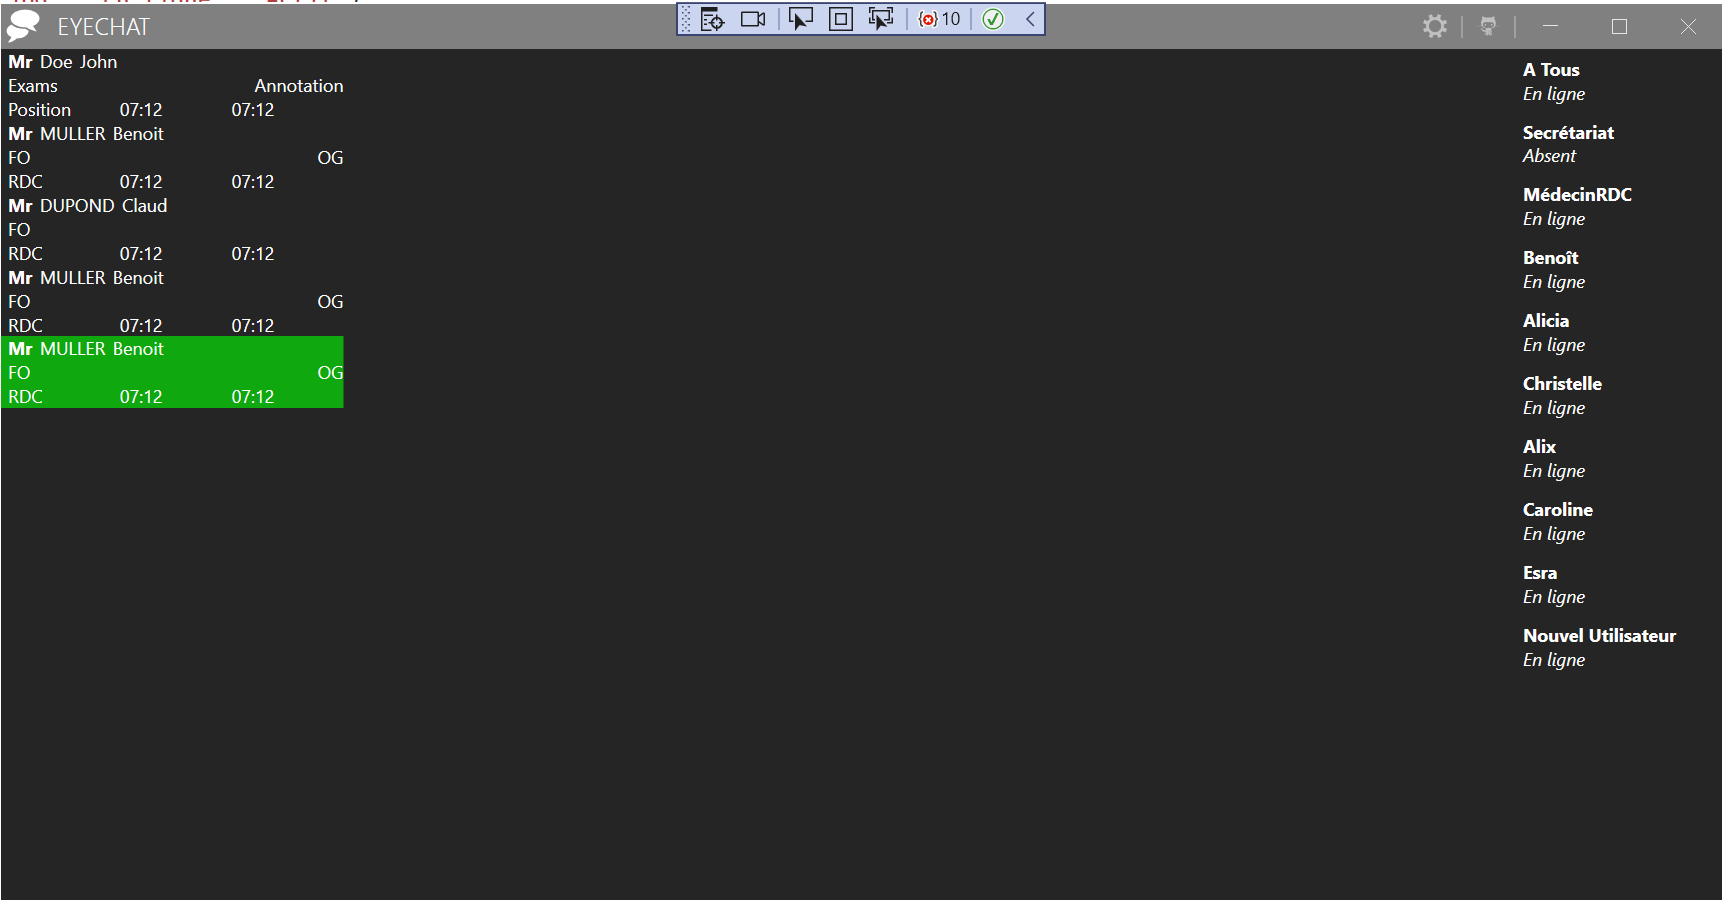 EYECHAT
10
Mr Doe John
Exams Annotation
Position 07:12 07:12
Mr MULLER Benoit
FO OG
RDC 07:12 07:12
Mr DUPOND Claud
FO
RDC 07:12 07:12
Mr MULLER Benoit
FO OG
RDC 07:12 07:12
Mr MULLER Benoit
FO OG
RDC 07:12 07:12
A Tous
En ligne
Secrétariat
Absent
MédecinRDC
En ligne
Benoît
En ligne
Alicia
En ligne
Christelle
En ligne
Alix
En ligne
Caroline
En ligne
Esra
En ligne
Nouvel Utilisateur
En ligne